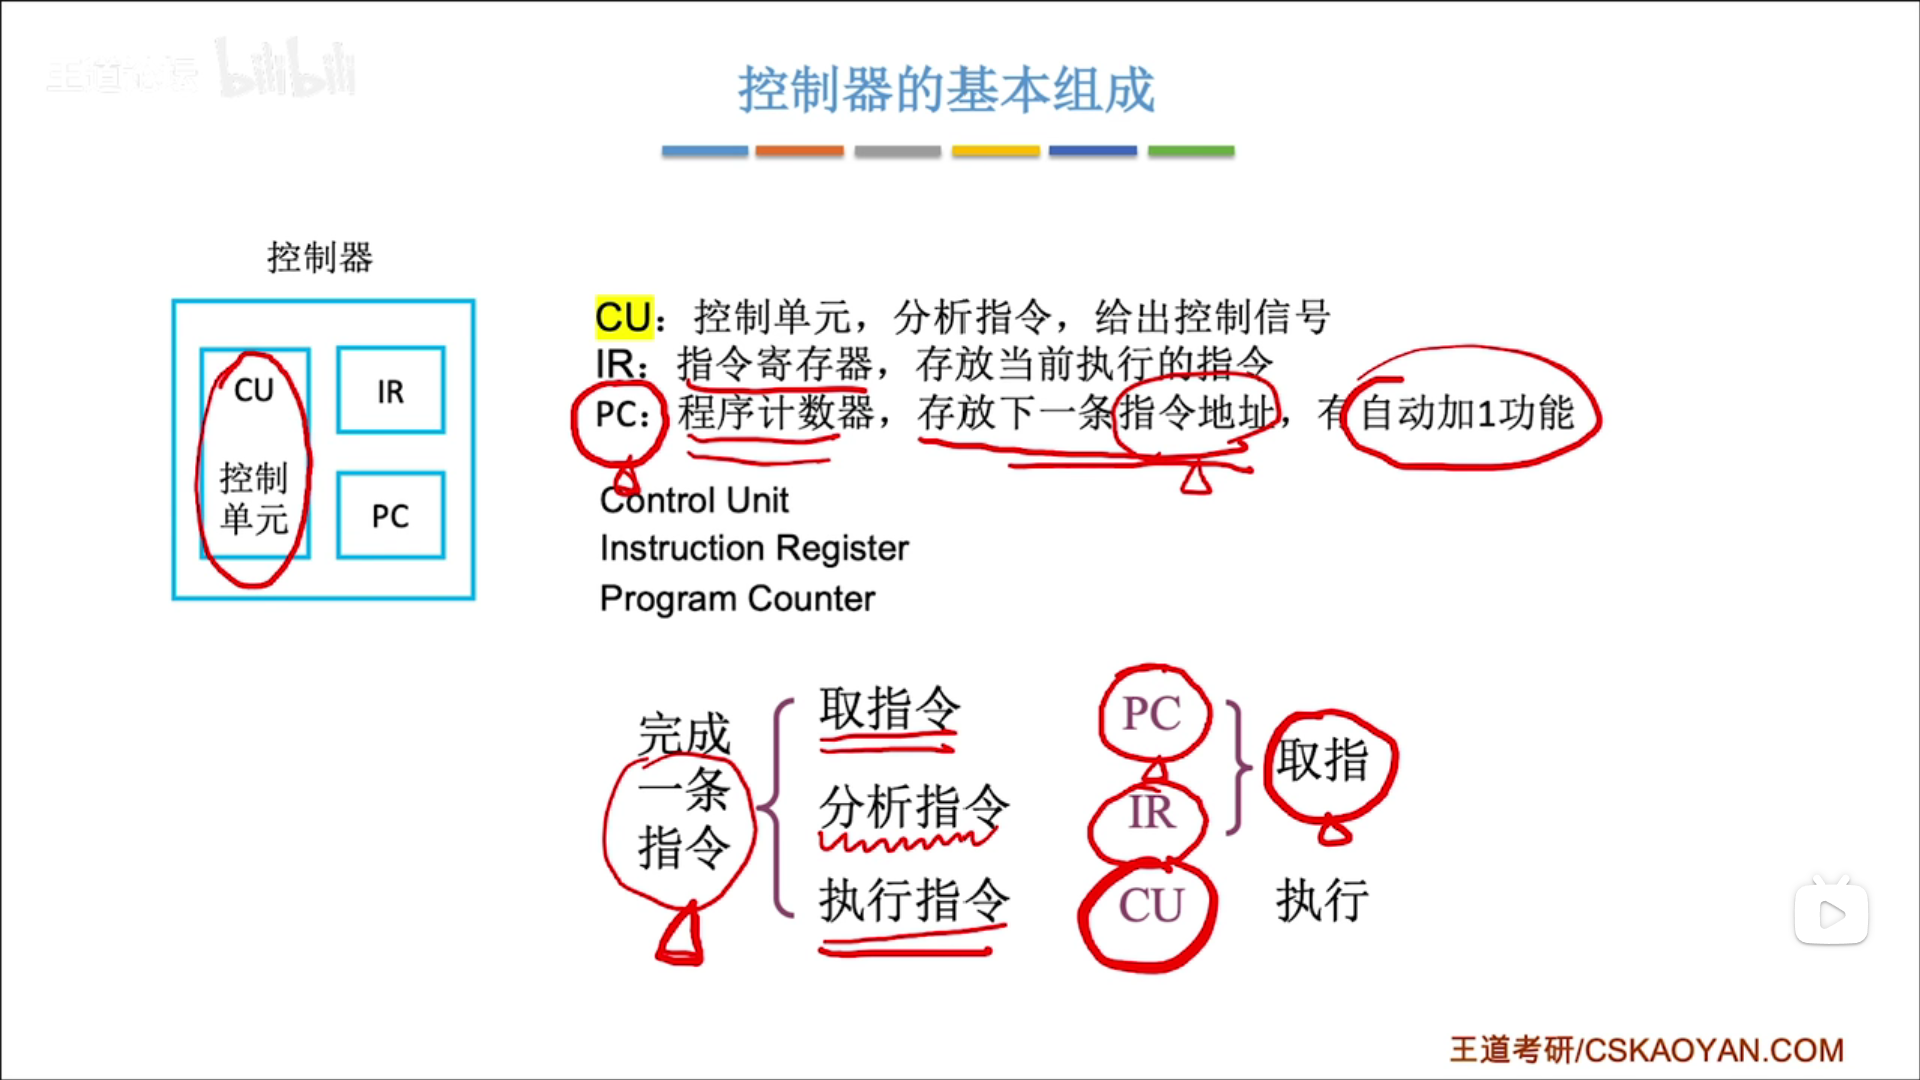 王道论坛 bilibili
控制器的基本组成
控制器
CU
控制
单元
IR
PC
CU：控制单元，分析指令，给出控制信号
IR：指令寄存器，存放当前执行的指令
PC：程序计数器，存放下一条指令地址，有自动加1功能
Control Unit
Instruction Register
Program Counter
完成
一条
指令
取指令
分析指令
执行指令
PC
IR
CU
取指
执行
王道考研/CSKAOYAN.COM